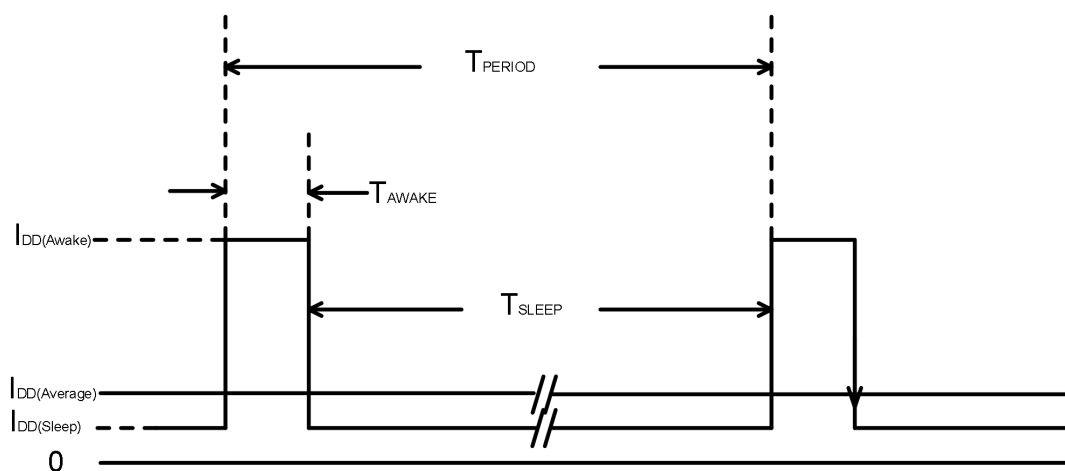 TPERIOD
TAWAKE
IDD(Awake)
TSLEEP
IDD(Average)
IDD(Sleep)
0